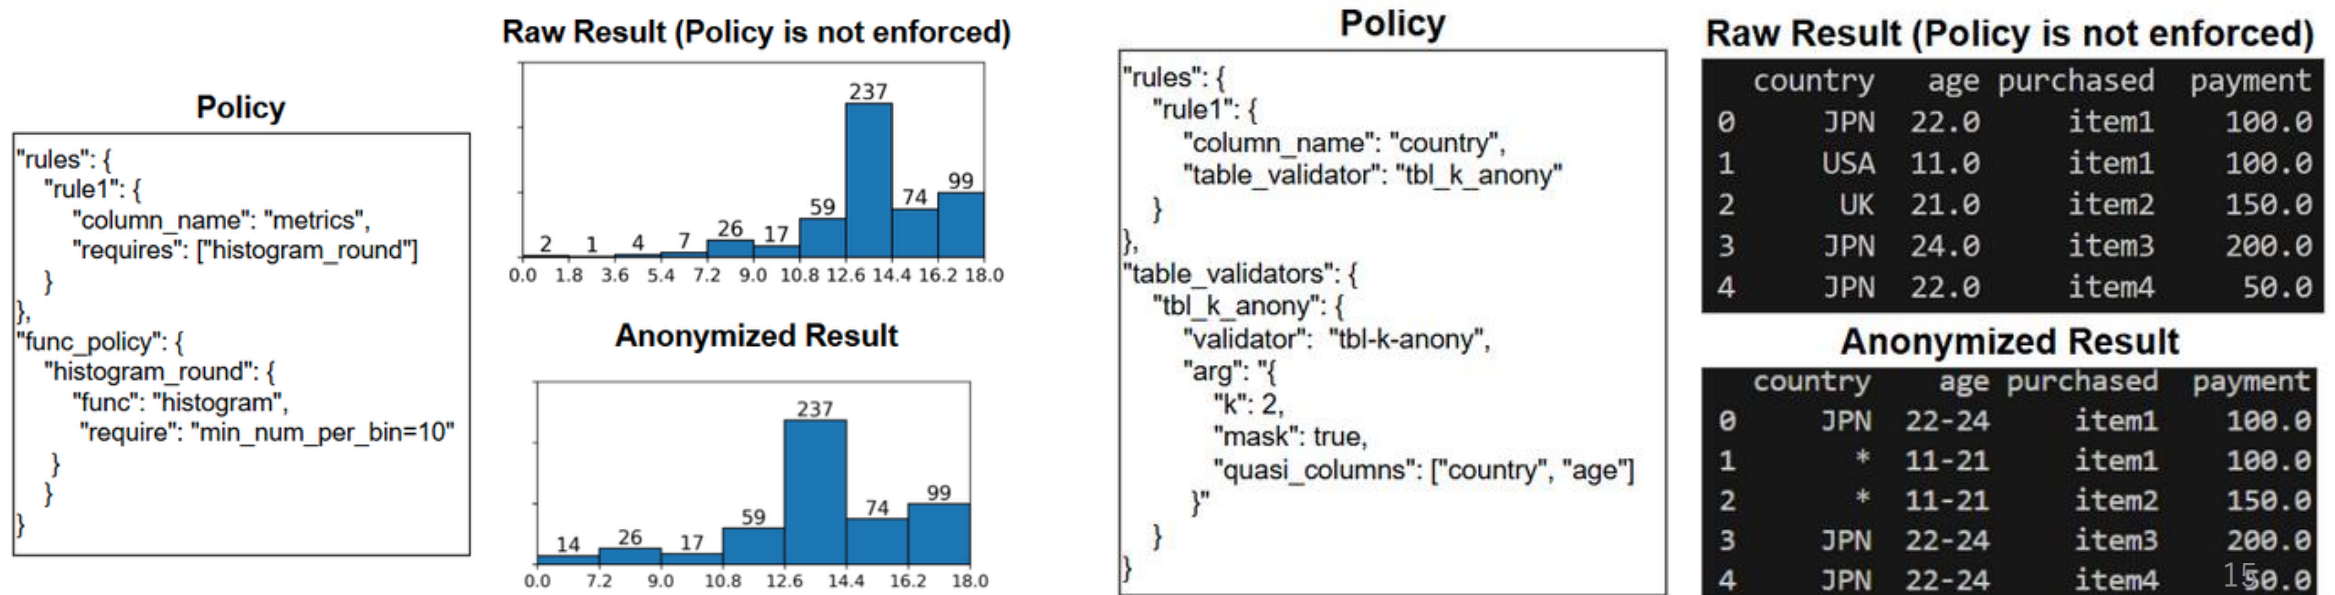 Policy
"rules": {
"rule1": {
"column_name": "metrics",
"requires": ["histogram_round"]
}
},
"func_policy": {
"histogram_round": {
"func": "histogram",
"require": "min_num_per_bin=10"
}
}
}
Raw Result (Policy is not enforced)
237
99
74
59
26
17
7
4
1
2
0.0 1.8 3.6 5.4 7.2 9.0 10.8 12.6 14.4 16.2 18.0
Anonymized Result
237
99
74
59
26
17
14
0.0 7.2 9.0 10.8 12.6 14.4 16.2 18.0
Policy
"rules": {
"rule1": {
"column_name": "country",
"table_validator": "tbl_k_anony"
}
},
"table_validators": {
"tbl_k_anony": {
"validator": "tbl-k-anony",
"arg": "{
"k": 2,
"mask": true,
"quasi_columns": ["country", "age"]
}"
}
}
Raw Result (Policy is not enforced)
country age purchased payment
0 JPN 22.0 item1 100.0
1 USA 11.0 item1 100.0
2 UK 21.0 item2 150.0
3 JPN 24.0 item3 200.0
4 JPN 22.0 item4 50.0
Anonymized Result
country age purchased payment
0 JPN 22-24 item1 100.0
1 * 11-21 item1 100.0
2 * 11-21 item2 150.0
3 JPN 22-24 item3 200.0
4 JPN 22-24 item4 50.0
15